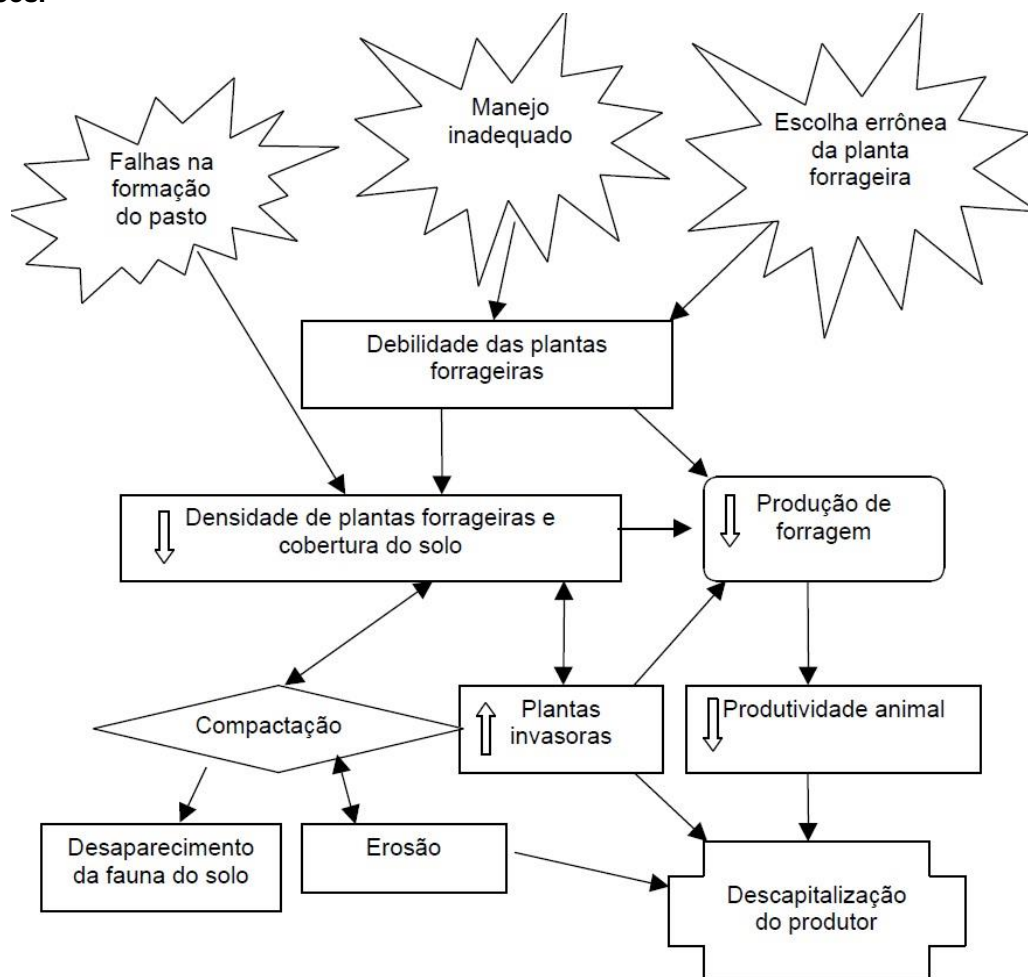 Falhas na
formação
do pasto
Manejo
inadequado
Escolha errônea
da planta
forrageira
Debilidade das plantas
forrageiras
Densidade de plantas forrageiras e
cobertura do solo
Produção de
forragem
Compactação
Plantas
invasoras
Produtividade animal
Desaparecimento
da fauna do solo
Erosão
Descapitalização
do produtor